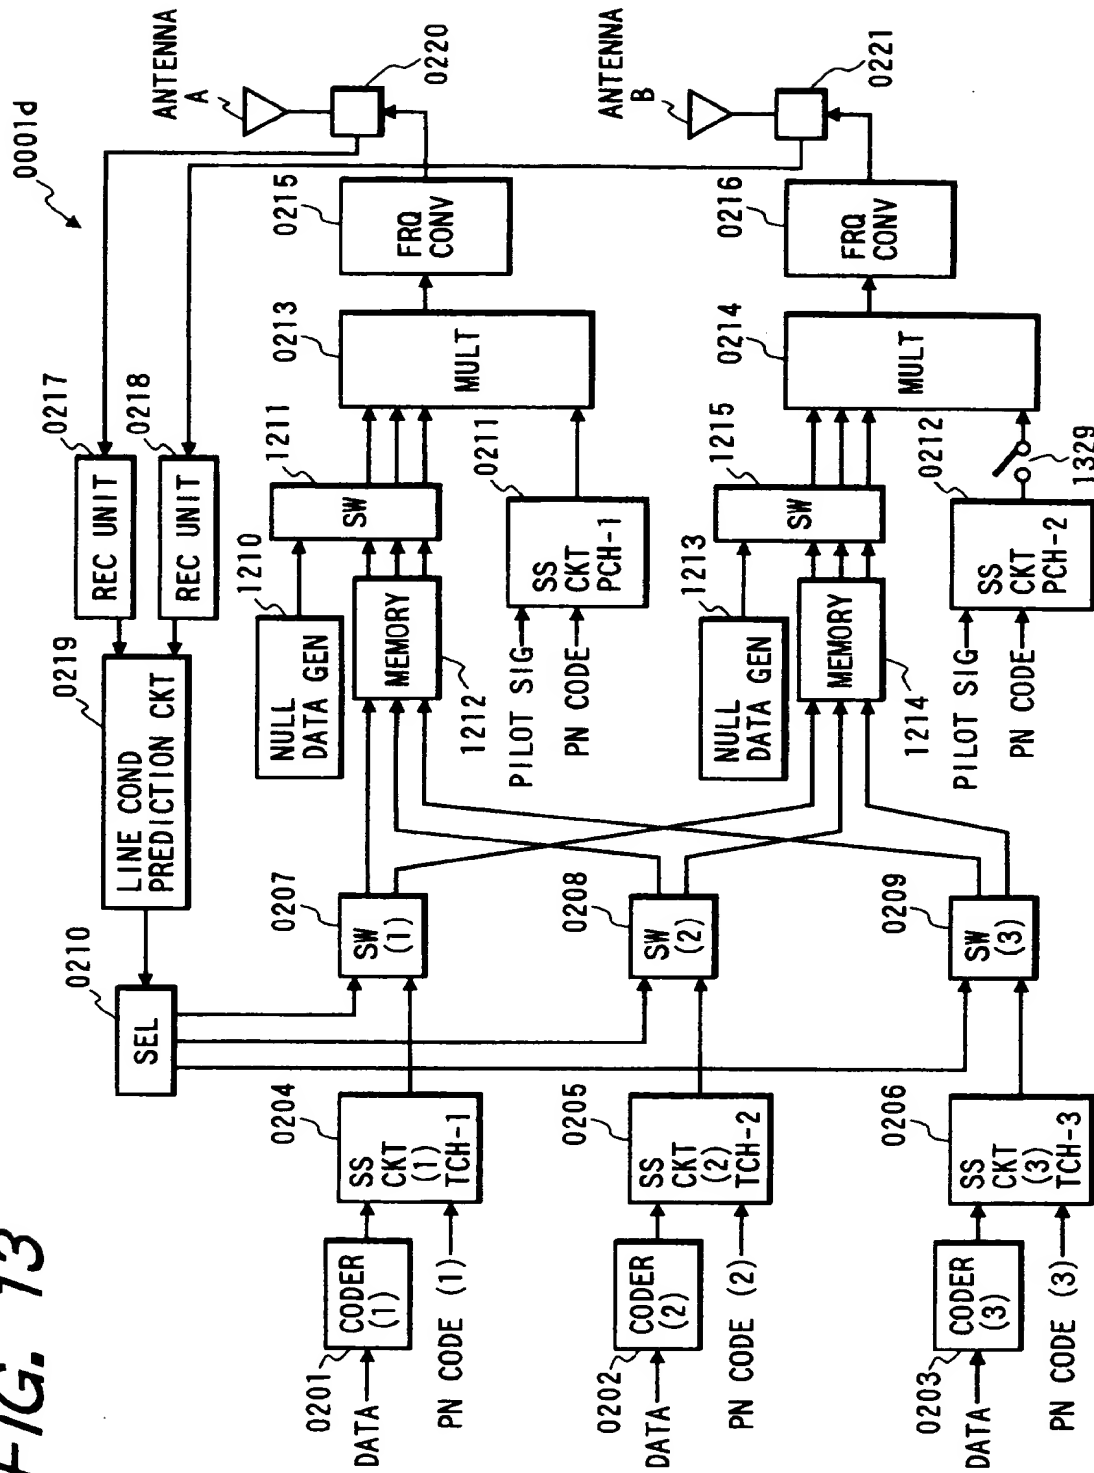 FIG. 13
0001d
ANTENNA
A
0220
ANTENNA
B
0221
0217
REC UNIT
0218
REC UNIT
0219
LINE COND
PREDICTION CKT
0210
SEL
0215
FRQ
CONV
0216
FRQ
CONV
0213
MULT
0214
MULT
1211
SW
1215
SW
1210
NULL
DATA GEN
1213
NULL
DATA GEN
MEMORY
1212
MEMORY
1214
0211
SS
CKT
PCH-1
PILOT SIG
PN CODE
0212
SS
CKT
PCH-2
1329
PILOT SIG
PN CODE
0207
SW
(1)
0208
SW
(2)
0209
SW
(3)
0204
SS
CKT
(1)
TCH-1
0205
SS
CKT
(2)
TCH-2
0206
SS
CKT
(3)
TCH-3
0201
CODER
(1)
DATA
PN CODE (1)
0202
CODER
(2)
DATA
PN CODE (2)
0203
CODER
(3)
DATA
PN CODE (3)